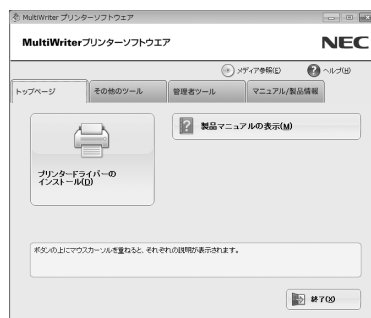 MultiWriter プリンターソフトウエア
MultiWriterプリンターソフトウエア
NEC
メディア参照(E)
ヘルプ(H)
トップページ
その他のツール
管理者ツール
マニュアル/製品情報
プリンタードライバーの
インストール(D)
製品マニュアルの表示(M)
ボタンの上にマウスカーソルを重ねると、それぞれの説明が表示されます。
終了(X)